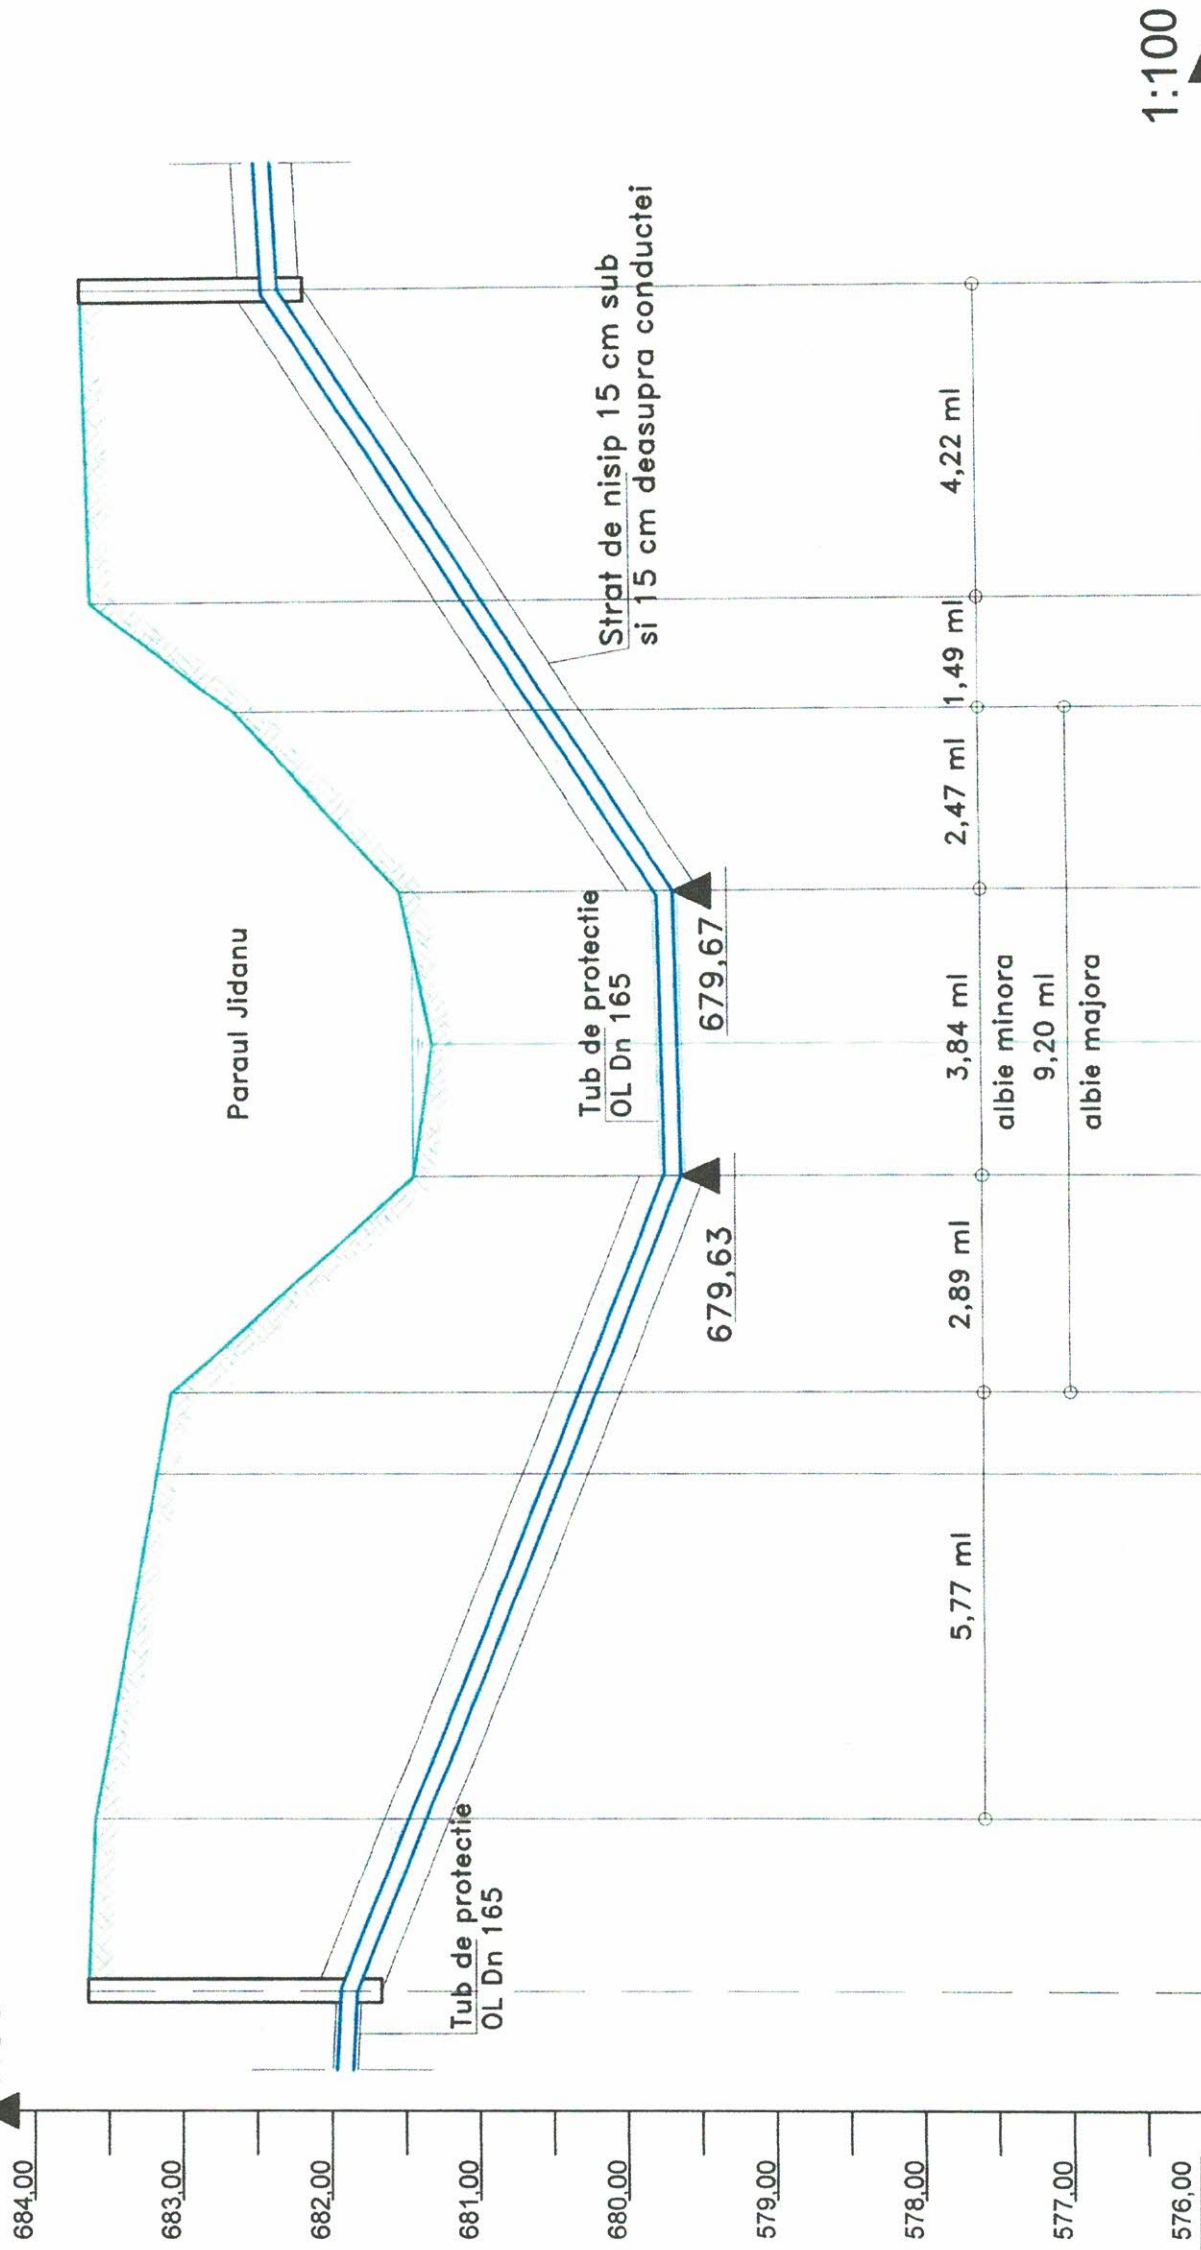 684,00
683,00
682,00
681,00
680,00
579,00
578,00
577,00
576,00
Paraul Jidanu
Tub de protectie
OL Dn 165
Tub de protectie
OL Dn 165
Strat de nisip 15 cm sub
si 15 cm deasupra conductei
679,63
679,67
5,77 ml
2,89 ml
3,84 ml
2,47 ml
1,49 ml
4,22 ml
albie minora
9,20 ml
albie majora
1:100